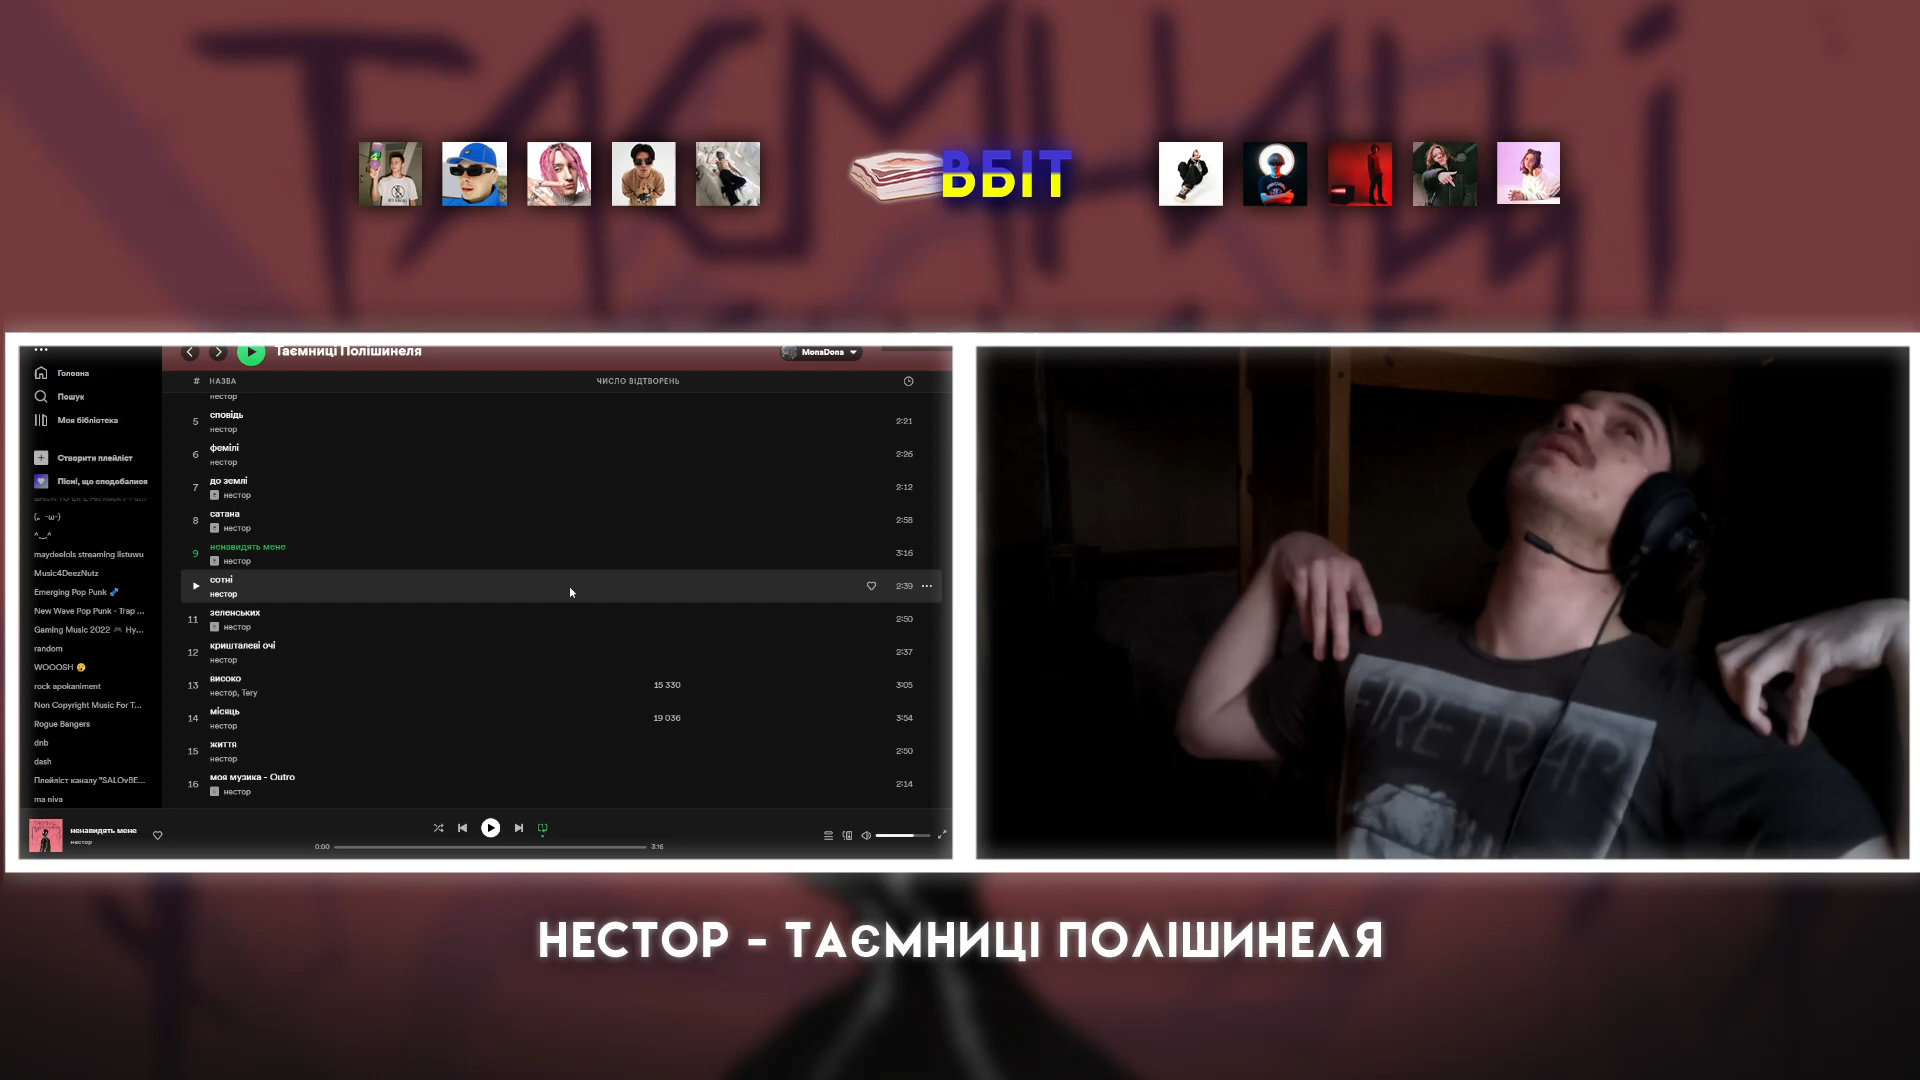 ТАЄМНИЦІ
ВБІТ
Таємниці Полішинеля
MonaDona
Головна
Пошук
Моя бібліотека
Створити плейліст
Пісні, що сподобалися
(。-ω-)
^‿^
maydeelols streaming listuwu
Music4DeezNutz
Emerging Pop Punk
New Wave Pop Punk - Trap ...
Gaming Music 2022 🎮 Hy...
random
WOOOSH 😮
rock apokaniment
Non Copyright Music For T...
Rogue Bangers
dnb
dash
Плейліст каналу "SALOvBE...
ma niva
# НАЗВА ЧИСЛО ВІДТВОРЕНЬ
нестор
5 сповідь 2:21
нестор
6 фемілі 2:26
нестор
7 до землі 2:12
нестор
8 сатана 2:58
нестор
9 ненавидять мене 3:16
нестор
сотні 2:39
нестор
11 зеленських 2:50
нестор
12 кришталеві очі 2:37
нестор
13 високо 15 330 3:05
нестор, Tery
14 місяць 19 036 3:54
нестор
15 життя 2:50
нестор
16 моя музика - Outro 2:14
нестор
ненавидять мене
нестор
0:00 3:16
FIRETRAP
НЕСТОР - ТАЄМНИЦІ ПОЛІШИНЕЛЯ